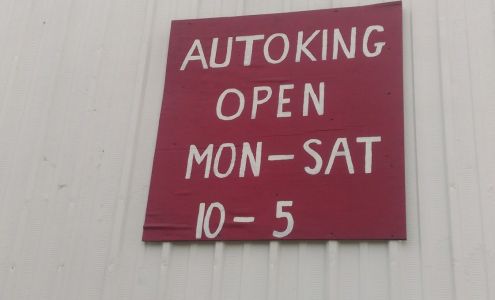 AUTOKING
OPEN
MON-SAT
10-5